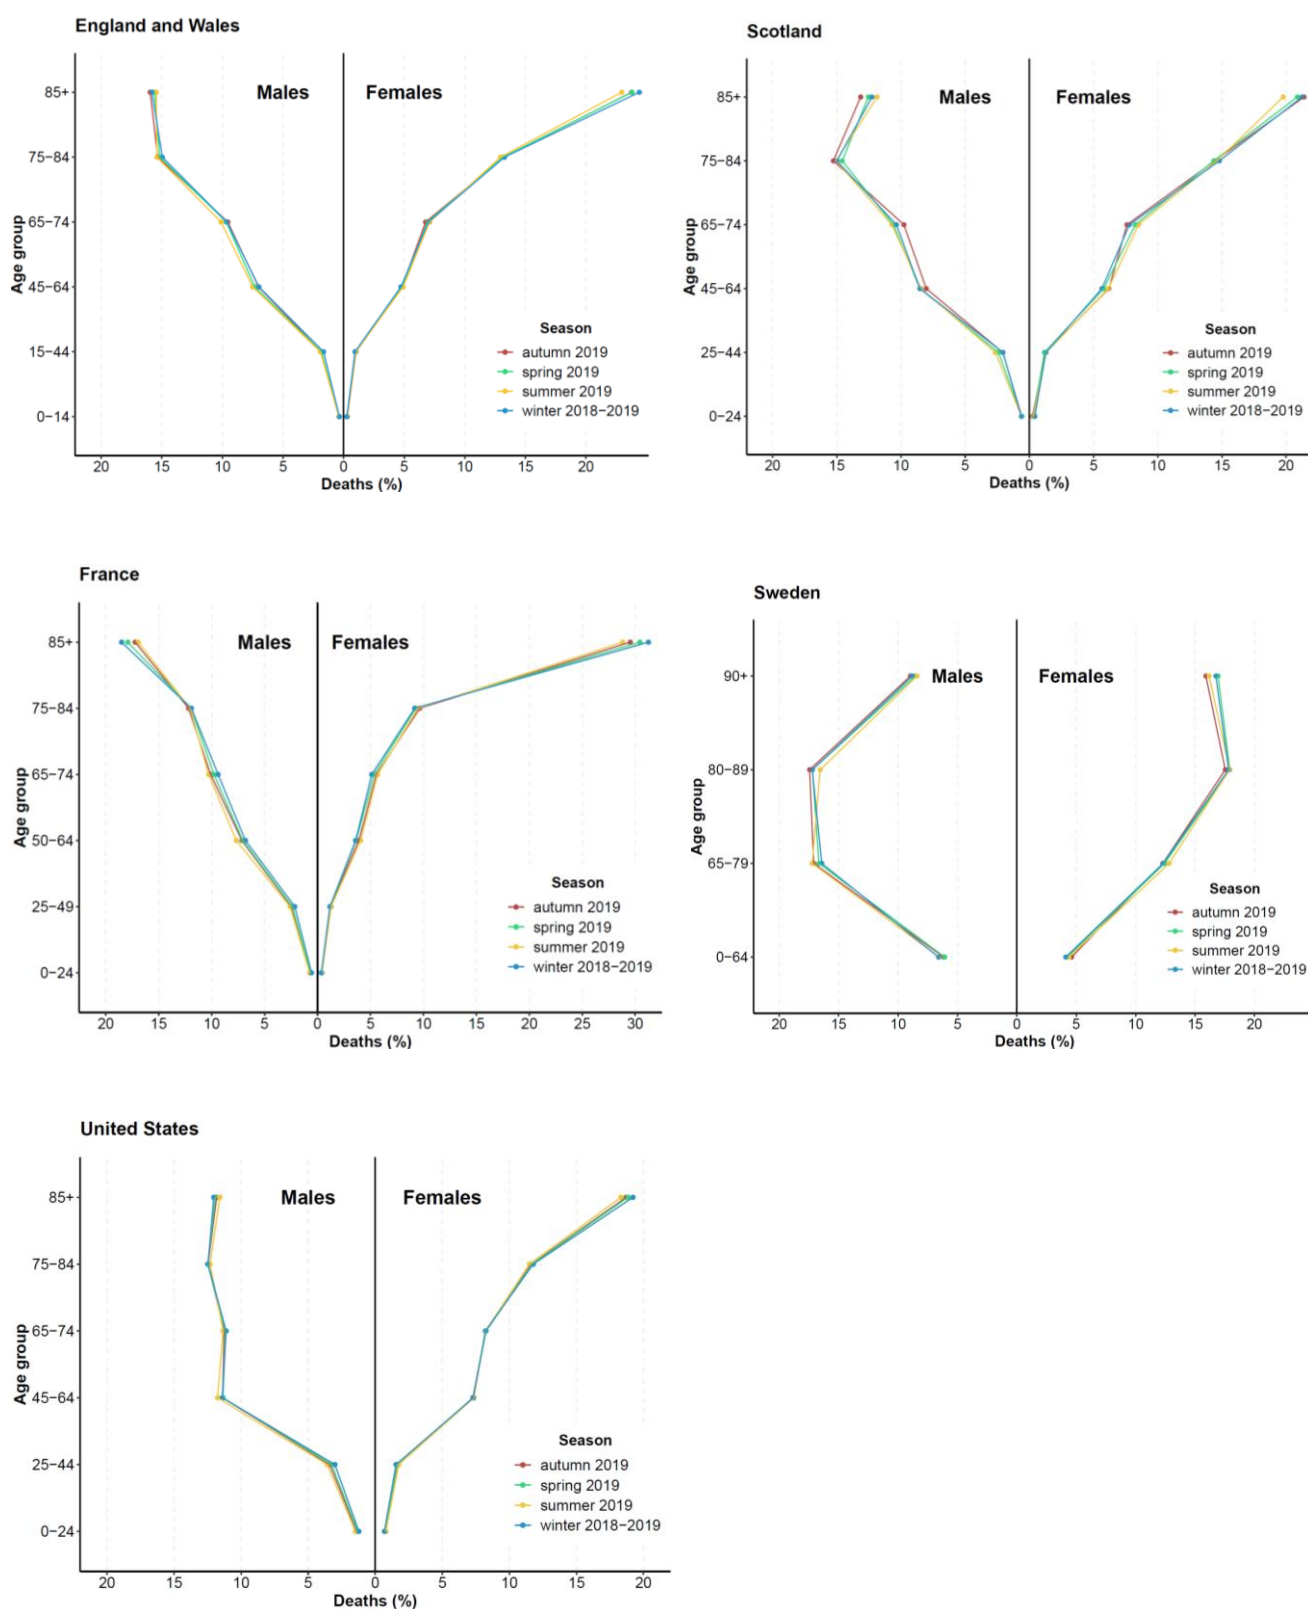 England and Wales
Males Females
Age group
85+
75−84
65−74
45−64
15−44
0−14
Season
autumn 2019
spring 2019
summer 2019
winter 2018−2019
20 15 10 5 0 5 10 15 20
Deaths (%)
Scotland
Males Females
Age group
85+
75−84
65−74
45−64
25−44
0−24
Season
autumn 2019
spring 2019
summer 2019
winter 2018−2019
20 15 10 5 0 5 10 15 20
Deaths (%)
France
Males Females
Age group
85+
75−84
65−74
50−64
25−49
0−24
Season
autumn 2019
spring 2019
summer 2019
winter 2018−2019
20 15 10 5 0 5 10 15 20 25 30
Deaths (%)
Sweden
Males Females
Age group
90+
80−89
65−79
0−64
Season
autumn 2019
spring 2019
summer 2019
winter 2018−2019
20 15 10 5 0 5 10 15 20
Deaths (%)
United States
Males Females
Age group
85+
75−84
65−74
45−64
25−44
0−24
Season
autumn 2019
spring 2019
summer 2019
winter 2018−2019
20 15 10 5 0 5 10 15 20
Deaths (%)